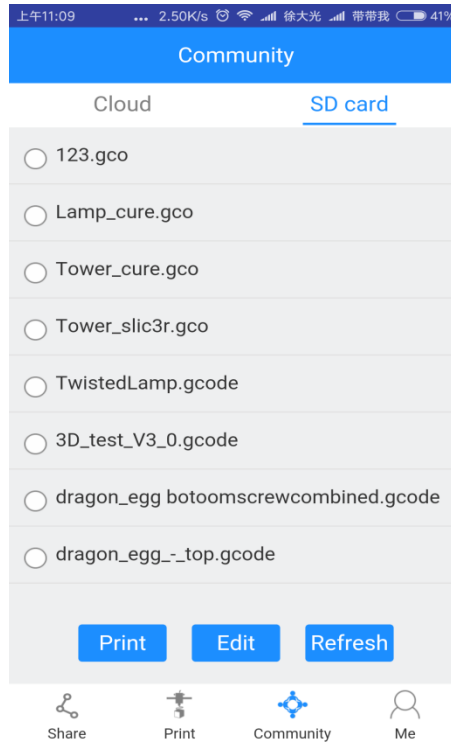 上午11:09 ... 2.50K/s 徐大光 带带我 41%
Community
Cloud SD card
123.gco
Lamp_cure.gco
Tower_cure.gco
Tower_slic3r.gco
TwistedLamp.gcode
3D_test_V3_0.gcode
dragon_egg botoomscrewcombined.gcode
dragon_egg_-_top.gcode
Print Edit Refresh
Share Print Community Me